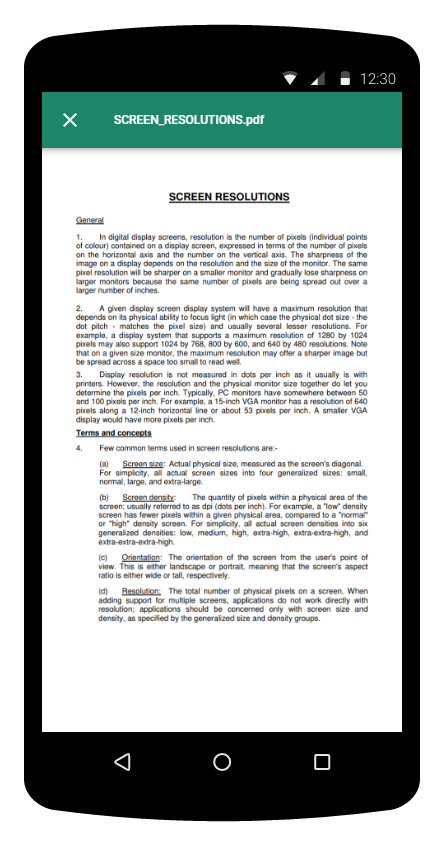 12:30
SCREEN_RESOLUTIONS.pdf
SCREEN RESOLUTIONS
General
1. In digital display screens, resolution is the number of pixels (individual points
of colour) contained on a display screen, expressed in terms of the number of pixels
on the horizontal axis and the number on the vertical axis. The sharpness of the
image on a display depends on the resolution and the size of the monitor. The same
pixel resolution will be sharper on a smaller monitor and gradually lose sharpness on
larger monitors because the same number of pixels are being spread out over a
larger number of inches.
2. A given display screen display system will have a maximum resolution that
depends on its physical ability to focus light (in which case the physical dot size - the
dot pitch - matches the pixel size) and usually several lesser resolutions. For
example, a display system that supports a maximum resolution of 1280 by 1024
pixels may also support 1024 by 768, 800 by 600, and 640 by 480 resolutions. Note
that on a given size monitor, the maximum resolution may offer a sharper image but
be spread across a space too small to read well.
3. Display resolution is not measured in dots per inch as it usually is with
printers. However, the resolution and the physical monitor size together do let you
determine the pixels per inch. Typically, PC monitors have somewhere between 50
and 100 pixels per inch. For example, a 15-inch VGA monitor has a resolution of 640
pixels along a 12-inch horizontal line or about 53 pixels per inch. A smaller VGA
display would have more pixels per inch.
Terms and concepts
4. Few common terms used in screen resolutions are:-
(a) Screen size: Actual physical size, measured as the screen's diagonal.
For simplicity, all actual screen sizes into four generalized sizes: small,
normal, large, and extra-large.
(b) Screen density: The quantity of pixels within a physical area of the
screen; usually referred to as dpi (dots per inch). For example, a "low" density
screen has fewer pixels within a given physical area, compared to a "normal"
or "high" density screen. For simplicity, all actual screen densities into six
generalized densities: low, medium, high, extra-high, extra-extra-high, and
extra-extra-extra-high.
(c) Orientation: The orientation of the screen from the user's point of
view. This is either landscape or portrait, meaning that the screen's aspect
ratio is either wide or tall, respectively.
(d) Resolution: The total number of physical pixels on a screen. When
adding support for multiple screens, applications do not work directly with
resolution; applications should be concerned only with screen size and
density, as specified by the generalized size and density groups.